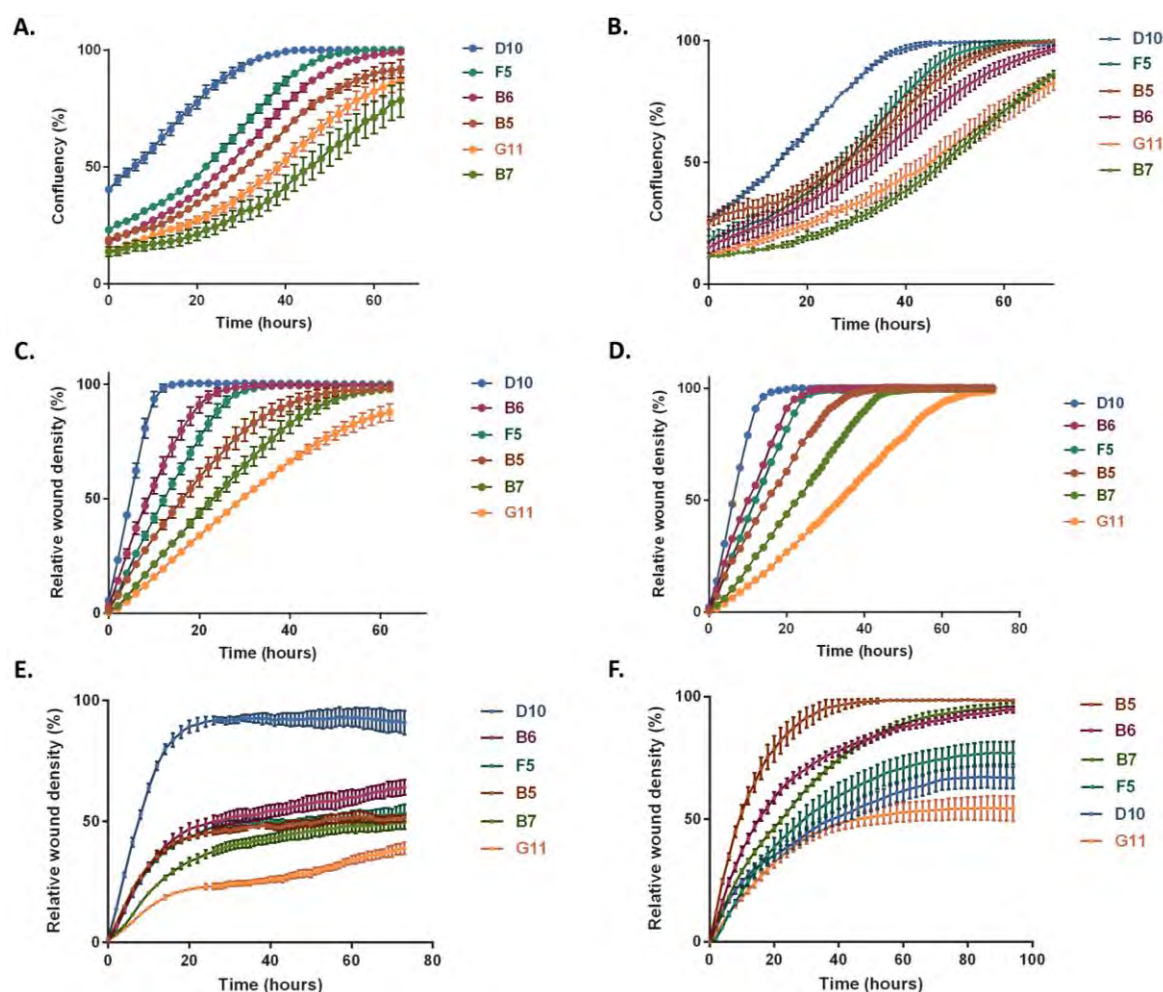 A.
Confluency (%)
100
50
0
0 20 40 60
Time (hours)
D10
F5
B6
B5
G11
B7
B.
Confluency (%)
100
50
0
0 20 40 60
Time (hours)
D10
F5
B5
B6
G11
B7
C.
Relative wound density (%)
100
50
0
0 20 40 60
Time (hours)
D10
B6
F5
B5
B7
G11
D.
Relative wound density (%)
100
50
0
0 20 40 60 80
Time (hours)
D10
B6
F5
B5
B7
G11
E.
Relative wound density (%)
100
50
0
0 20 40 60 80
Time (hours)
D10
B6
F5
B5
B7
G11
F.
Relative wound density (%)
100
50
0
0 20 40 60 80 100
Time (hours)
B5
B6
B7
F5
D10
G11